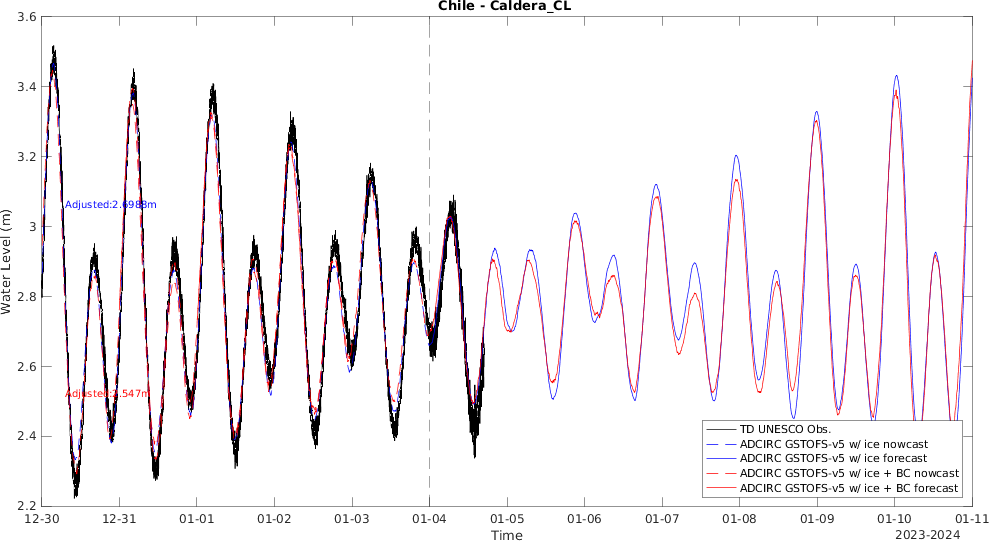 Chile - Caldera_CL
3.6
3.4
3.2
3
2.8
2.6
2.4
2.2
Water Level (m)
Adjusted:2.6988m
Adjusted:2.547m
TD UNESCO Obs.
ADCIRC GSTOFS-v5 w/ ice nowcast
ADCIRC GSTOFS-v5 w/ ice forecast
ADCIRC GSTOFS-v5 w/ ice + BC nowcast
ADCIRC GSTOFS-v5 w/ ice + BC forecast
12-30 12-31 01-01 01-02 01-03 01-04 01-05 01-06 01-07 01-08 01-09 01-10 01-11
Time
2023-2024